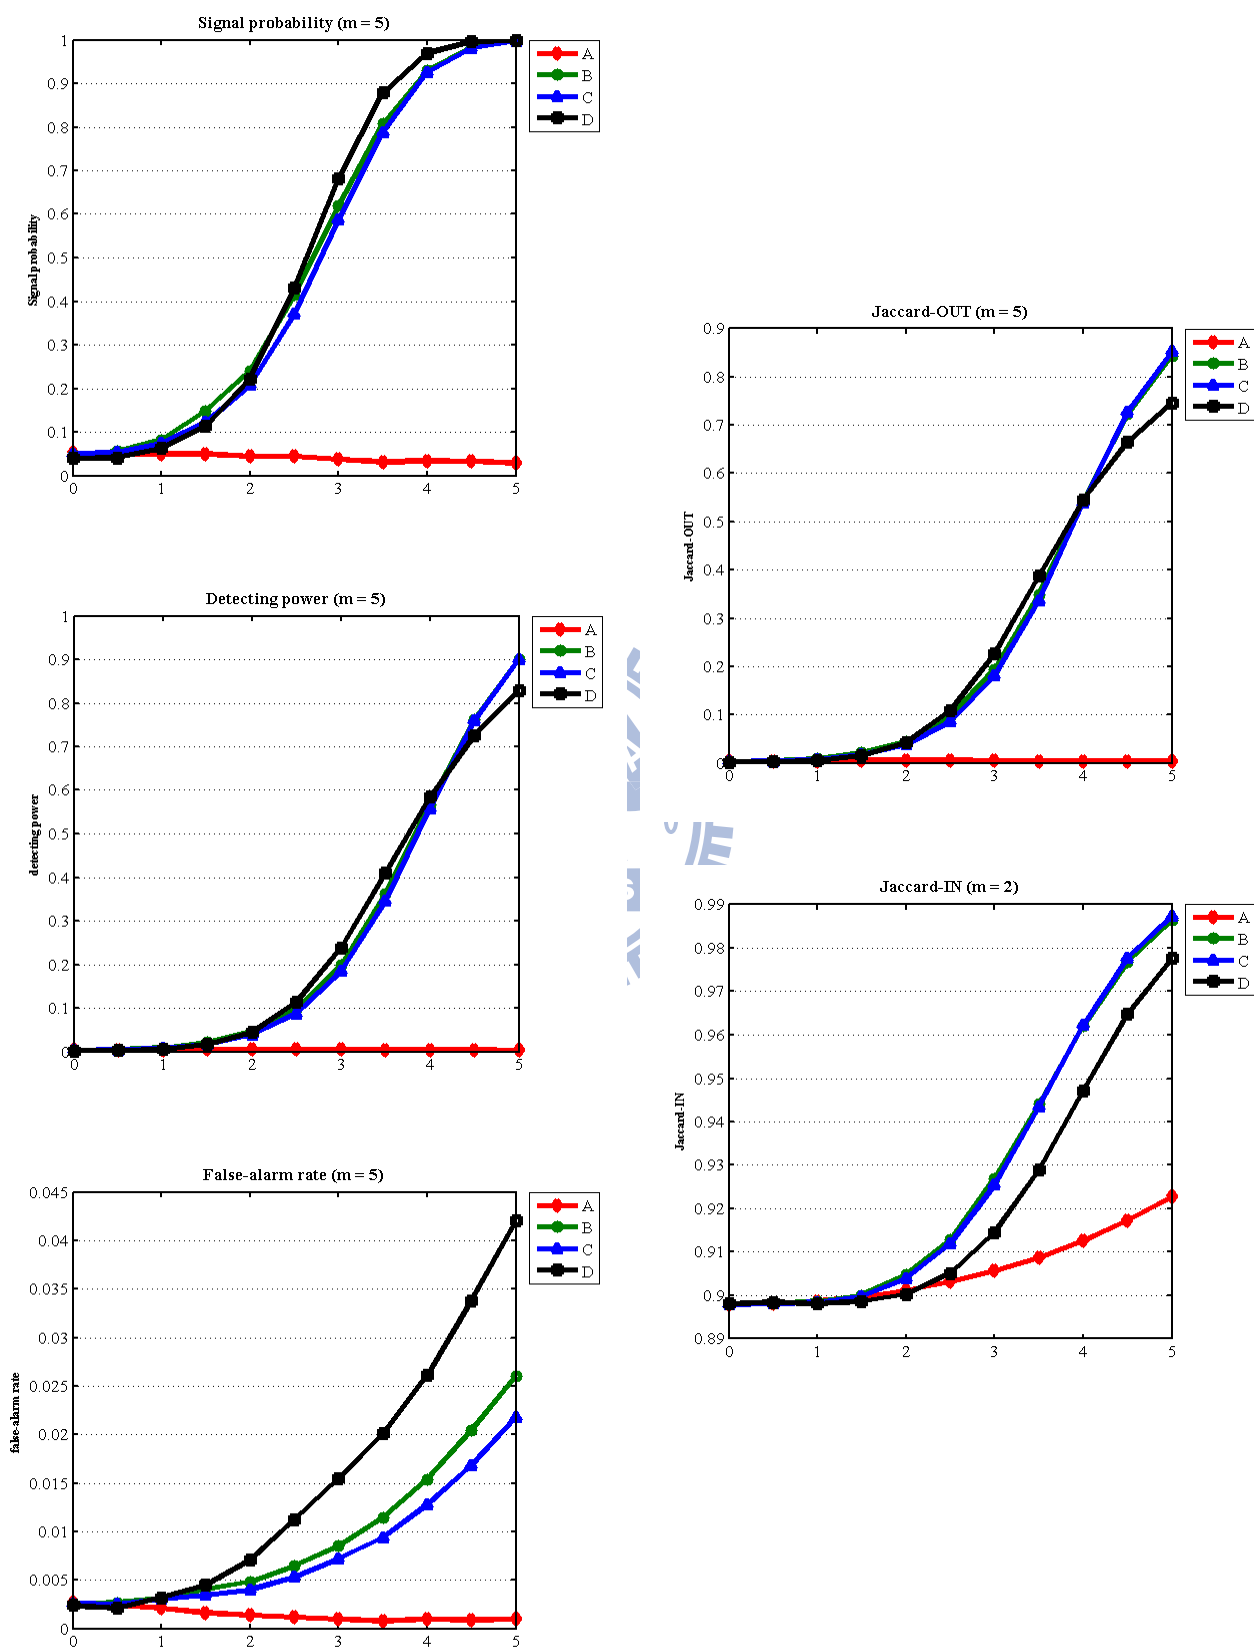 Signal probability (m = 5)
1
0.9
0.8
0.7
0.6
0.5
0.4
0.3
0.2
0.1
0
0 1 2 3 4 5
Signal probability
A
B
C
D
Detecting power (m = 5)
1
0.9
0.8
0.7
0.6
0.5
0.4
0.3
0.2
0.1
0
0 1 2 3 4 5
detecting power
A
B
C
D
False-alarm rate (m = 5)
0.045
0.04
0.035
0.03
0.025
0.02
0.015
0.01
0.005
0
0 1 2 3 4 5
false-alarm rate
A
B
C
D
Jaccard-OUT (m = 5)
0.9
0.8
0.7
0.6
0.5
0.4
0.3
0.2
0.1
0
0 1 2 3 4 5
Jaccard-OUT
A
B
C
D
Jaccard-IN (m = 2)
0.99
0.98
0.97
0.96
0.95
0.94
0.93
0.92
0.91
0.9
0.89
0 1 2 3 4 5
Jaccard-IN
A
B
C
D